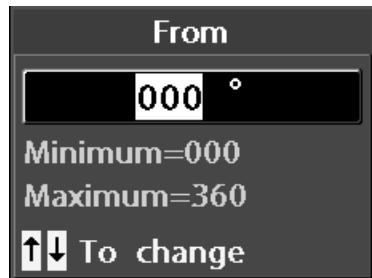 From
000 °
Minimum=000
Maximum=360
↑↓ To change